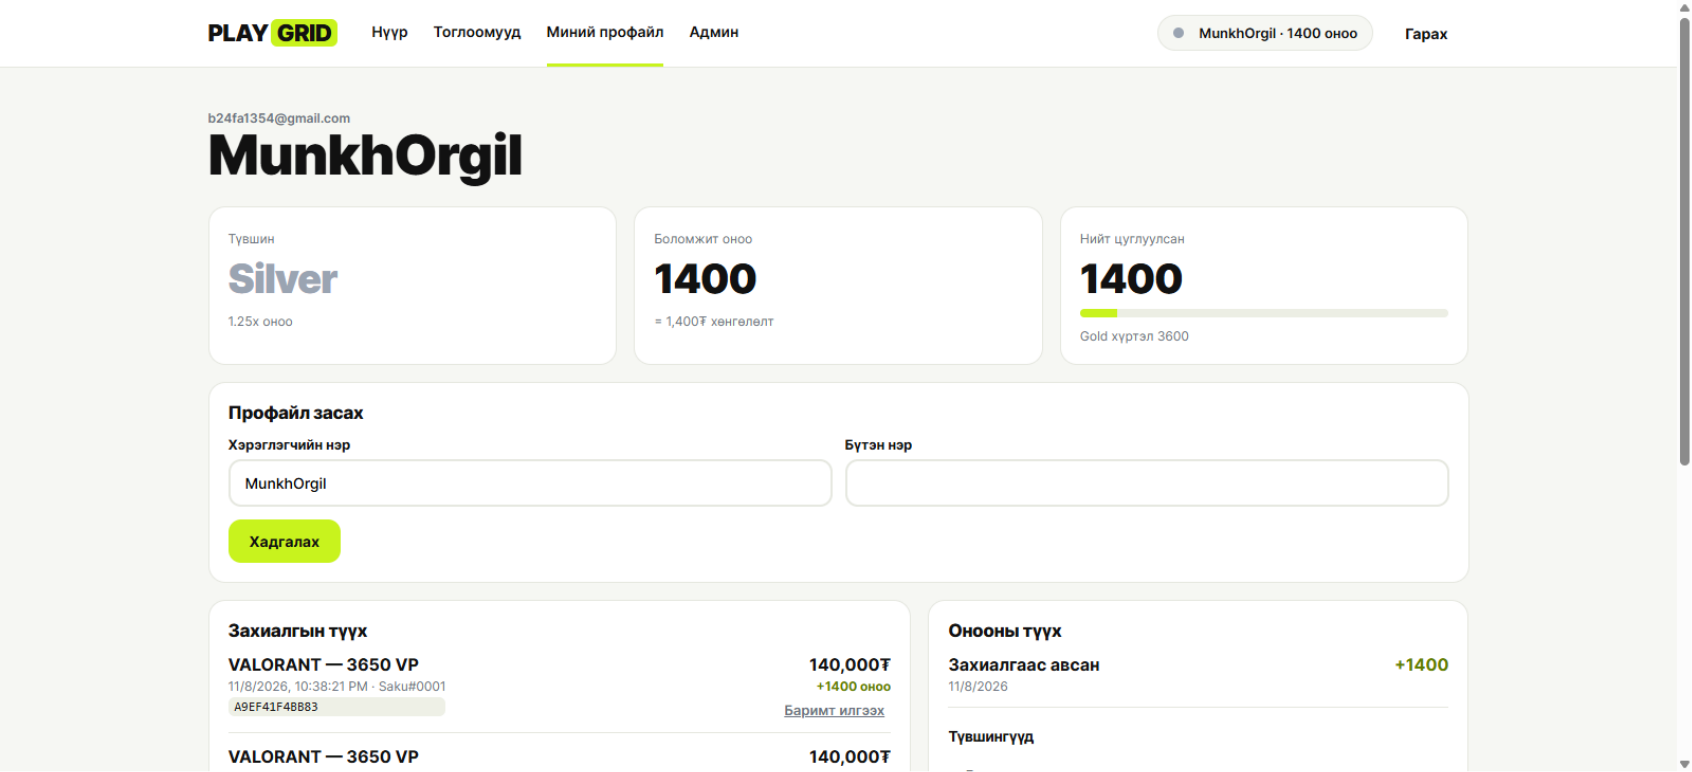 PLAY GRID
Нүүр
Тоглоомууд
Миний профайл
Админ
MunkhOrgil · 1400 оноо
Гарах
b24fa1354@gmail.com
MunkhOrgil
Түвшин
Silver
1.25x оноо
Боломжит оноо
1400
= 1,400₮ хөнгөлөлт
Нийт цуглуулсан
1400
Gold хүртэл 3600
Профайл засах
Хэрэглэгчийн нэр
MunkhOrgil
Бүтэн нэр
Хадгалах
Захиалгын түүх
VALORANT — 3650 VP
140,000₮
11/8/2026, 10:38:21 PM · Saku#0001
+1400 оноо
A9EF41F4BB83
Баримт илгээх
VALORANT — 3650 VP
140,000₮
Онооны түүх
Захиалгаас авсан
+1400
11/8/2026
Түвшингүүд